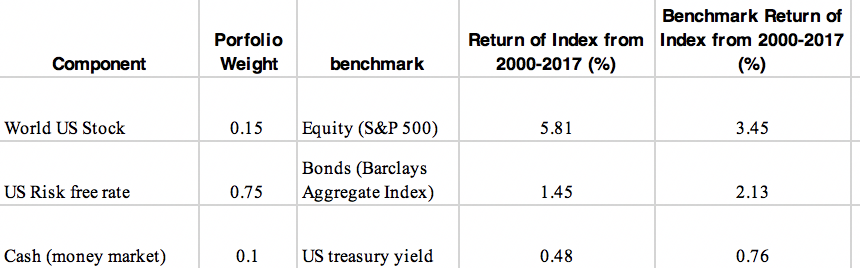 Component Porfolio Weight benchmark Return of Index from 2000-2017 (%) Benchmark Return of Index from 2000-2017 (%)
World US Stock 0.15 Equity (S&P 500) 5.81 3.45
US Risk free rate 0.75 Bonds (Barclays Aggregate Index) 1.45 2.13
Cash (money market) 0.1 US treasury yield 0.48 0.76